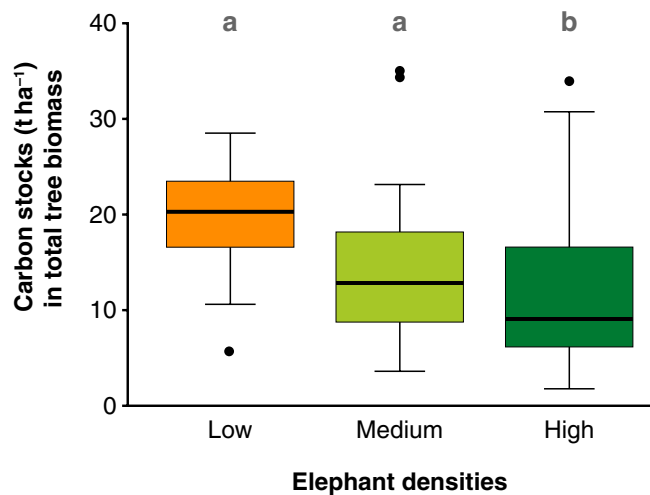 a a b
40
30
20
10
0
Carbon stocks (t ha⁻¹)
in total tree biomass
Low Medium High
Elephant densities